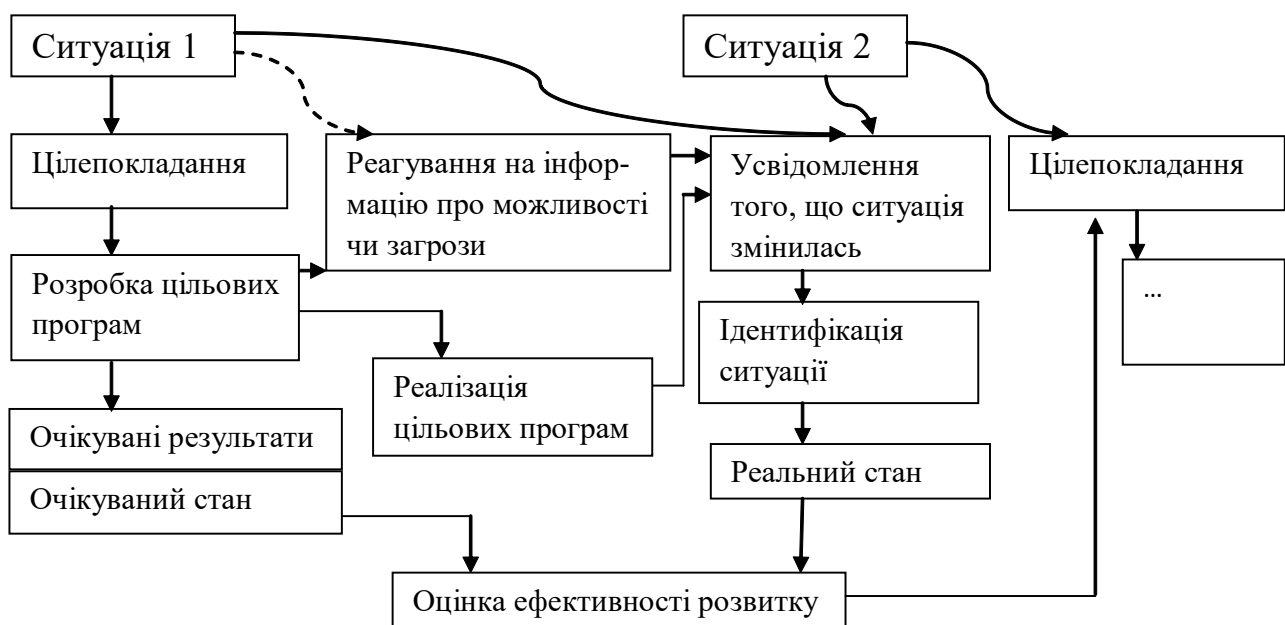 Ситуація 1
Ситуація 2
Цілепокладання
Реагування на інфор-
мацію про можливості
чи загрози
Усвідомлення
того, що ситуація
змінилась
Цілепокладання
Розробка цільових
програм
...
Ідентифікація
ситуації
Реалізація
цільових програм
Очікувані результати
Очікуваний стан
Реальний стан
Оцінка ефективності розвитку